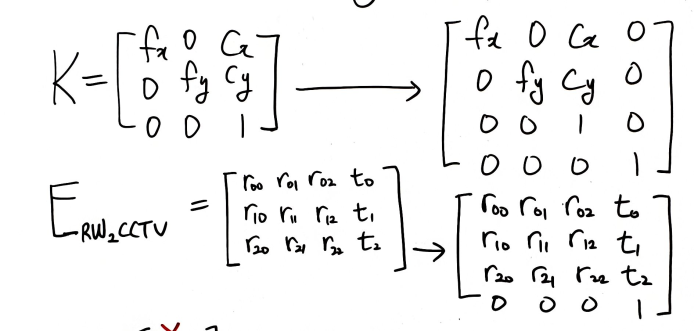 K = [ fx 0 cx ; 0 fy cy ; 0 0 1 ] → [ fx 0 cx 0 ; 0 fy cy 0 ; 0 0 1 0 ; 0 0 0 1 ]
E_RW2CCTV = [ r00 r01 r02 t0 ; r10 r11 r12 t1 ; r20 r21 r22 t2 ] → [ r00 r01 r02 t0 ; r10 r11 r12 t1 ; r20 r21 r22 t2 ; 0 0 0 1 ]